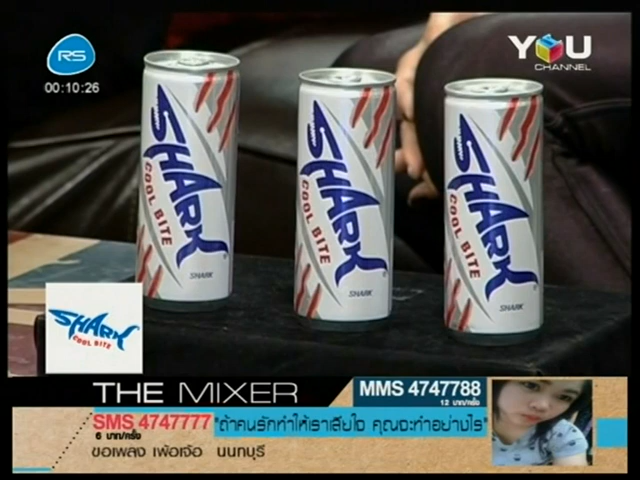 RS
YOU
CHANNEL
00:10:26
SHARK
COOL BITE
SHARK
SHARK
COOL BITE
SHARK
SHARK
COOL BITE
SHARK
SHARK
COOL BITE
THE MIXER
MMS 4747788
12 บาท/ครั้ง
SMS 4747777
6 บาท/ครั้ง
"ถ้าคนรักทำให้เราเสียใจ คุณจะทำอย่างไร"
ขอเพลง เพ้อเจ้อ นนทบุรี